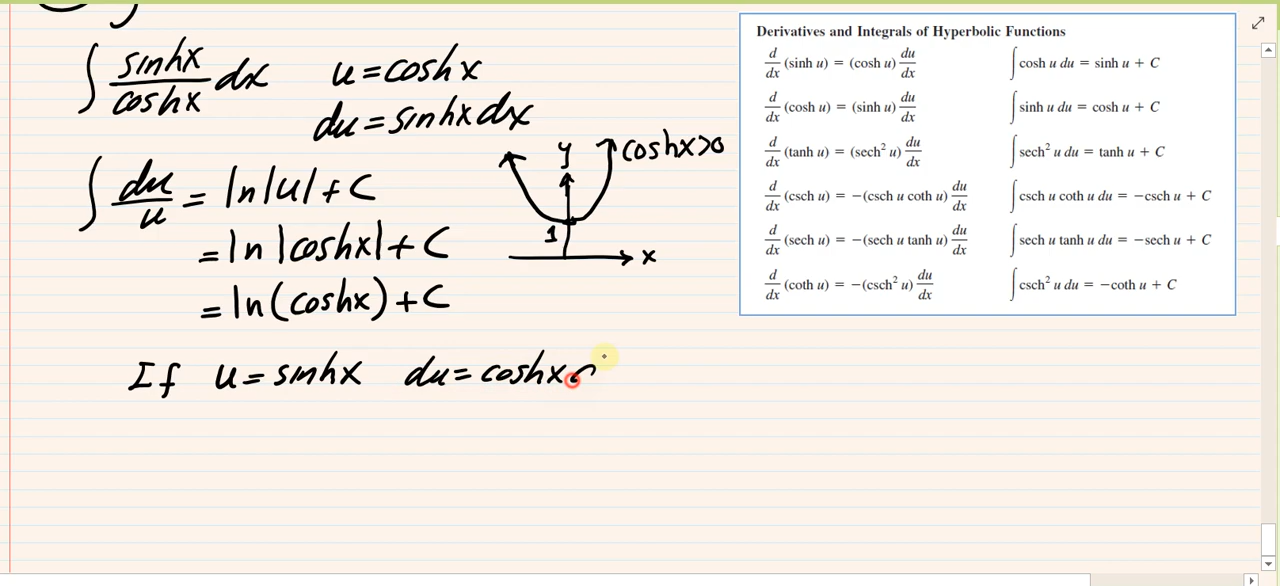 ∫ sinhx/coshx dx   u = coshx
du = sinhx dx
∫ du/u = ln|u| + C
= ln|coshx| + C
= ln(coshx) + C
y
coshx>0
1
x
If   u = sinhx   du = coshx
Derivatives and Integrals of Hyperbolic Functions
d/dx (sinh u) = (cosh u) du/dx   ∫ cosh u du = sinh u + C
d/dx (cosh u) = (sinh u) du/dx   ∫ sinh u du = cosh u + C
d/dx (tanh u) = (sech² u) du/dx   ∫ sech² u du = tanh u + C
d/dx (csch u) = −(csch u coth u) du/dx   ∫ csch u coth u du = −csch u + C
d/dx (sech u) = −(sech u tanh u) du/dx   ∫ sech u tanh u du = −sech u + C
d/dx (coth u) = −(csch² u) du/dx   ∫ csch² u du = −coth u + C